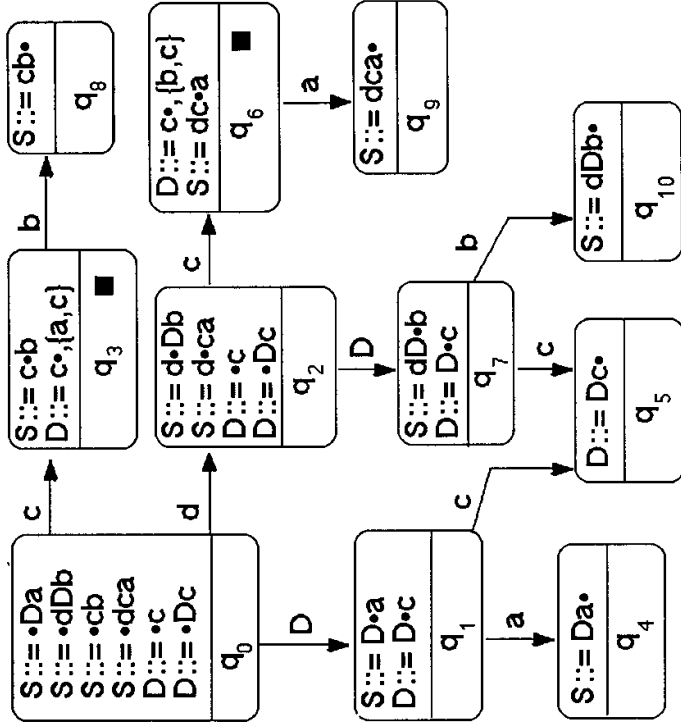 S::= •Da
S::= •dDb
S::= •cb
S::= •dca
D::= •c
D::= •Dc
q0
c
S::= c•b
D::= c•,{a,c}
q3
b
S::= cb•
q8
d
S::= d•Db
S::= d•ca
D::= •c
D::= •Dc
q2
c
D::= c•,{b,c}
S::= dc•a
q6
D
D
a
S::= D•a
D::= D•c
q1
S::= dD•b
D::= D•c
q7
S::= dca•
q9
a
c
c
b
S::= Da•
q4
D::= Dc•
q5
S::= dDb•
q10